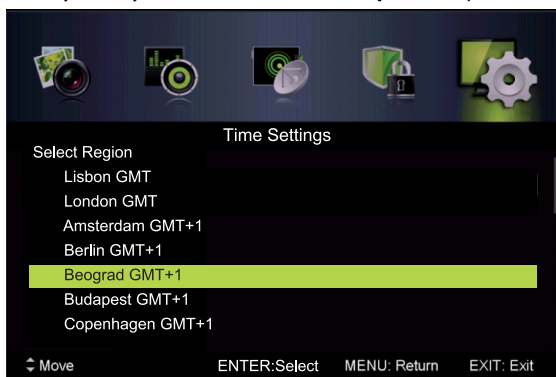 Time Settings
Select Region
Lisbon GMT
London GMT
Amsterdam GMT+1
Berlin GMT+1
Beograd GMT+1
Budapest GMT+1
Copenhagen GMT+1
Move ENTER:Select MENU: Return EXIT: Exit